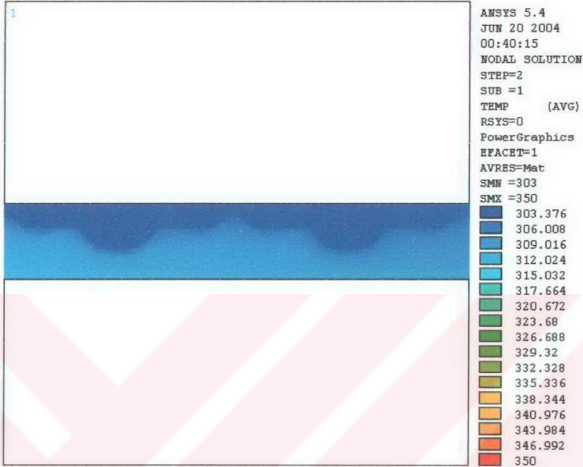 1
ANSYS 5.4
JUN 20 2004
00:40:15
NODAL SOLUTION
STEP=2
SUB =1
TEMP (AVG)
RSYS=0
PowerGraphics
EFACET=1
AVRES=Mat
SMN =303
SMX =350
303.376
306.008
309.016
312.024
315.032
317.664
320.672
323.68
326.688
329.32
332.328
335.336
338.344
340.976
343.984
346.992
350